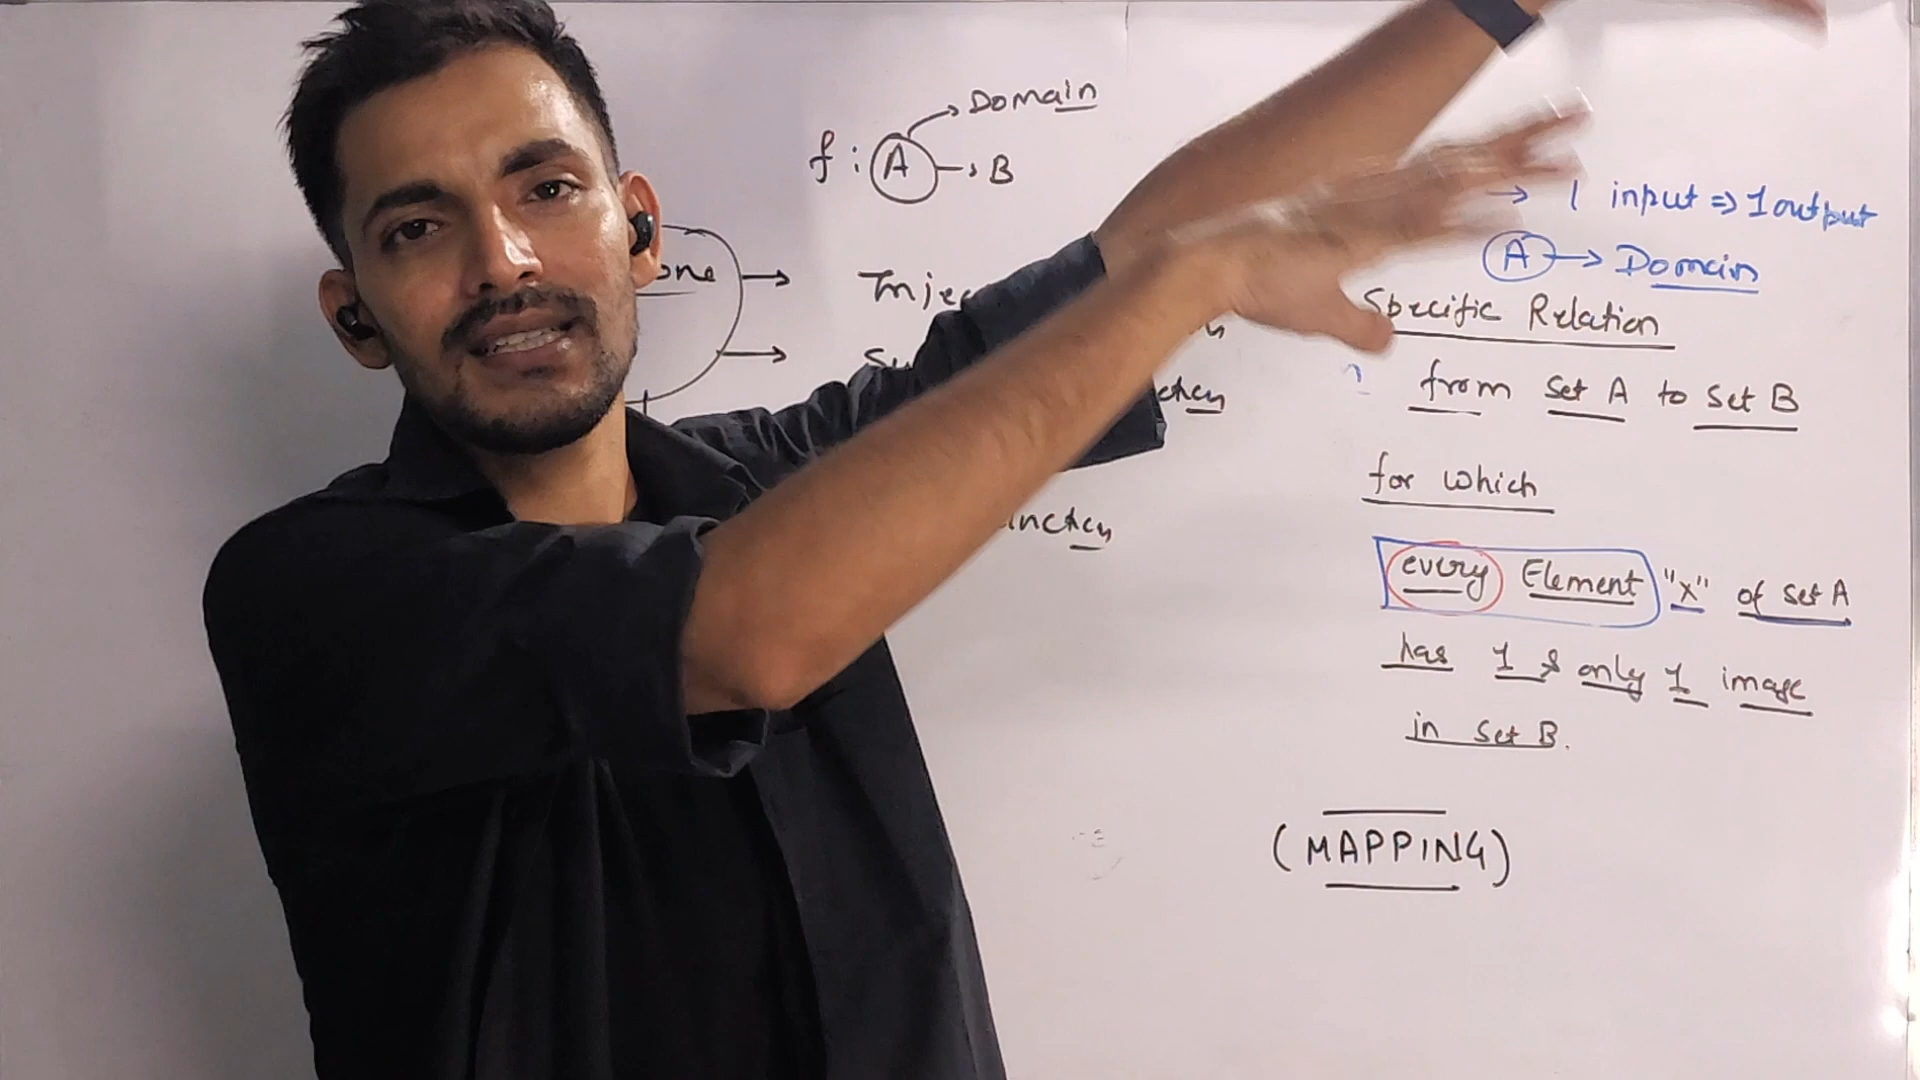 Domain
f : A → B
→ 1 input ⇒ 1 output
A → Domain
one →
→
Specific Relation
from Set A to Set B
for which
every Element "x" of Set A
has 1 & only 1 image
in Set B.
(MAPPING)